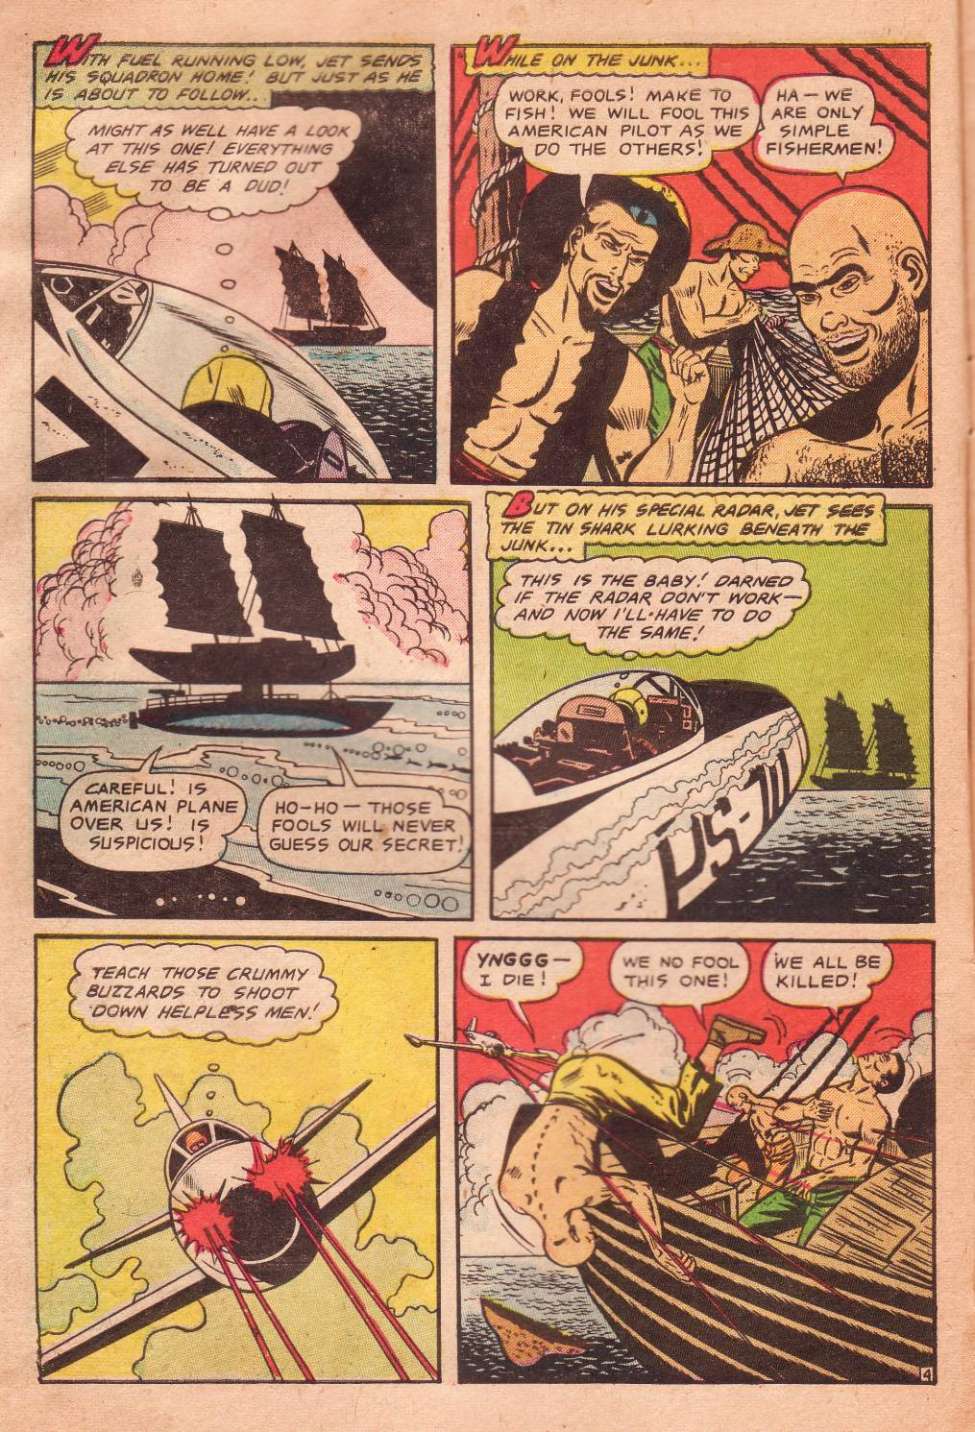 WITH FUEL RUNNING LOW, JET SENDS
HIS SQUADRON HOME! BUT JUST AS HE
IS ABOUT TO FOLLOW...
MIGHT AS WELL HAVE A LOOK
AT THIS ONE! EVERYTHING
ELSE HAS TURNED OUT
TO BE A DUD!
WHILE ON THE JUNK...
WORK, FOOLS! MAKE TO
FISH! WE WILL FOOL THIS
AMERICAN PILOT AS WE
DO THE OTHERS!
HA — WE
ARE ONLY
SIMPLE
FISHERMEN!
CAREFUL! IS
AMERICAN PLANE
OVER US! IS
SUSPICIOUS!
HO-HO — THOSE
FOOLS WILL NEVER
GUESS OUR SECRET!
BUT ON HIS SPECIAL RADAR, JET SEES
THE TIN SHARK LURKING BENEATH THE
JUNK...
THIS IS THE BABY! DARNED
IF THE RADAR DON'T WORK—
AND NOW I'LL HAVE TO DO
THE SAME!
TEACH THOSE CRUMMY
BUZZARDS TO SHOOT
DOWN HELPLESS MEN!
YNGGG —
I DIE!
WE NO FOOL
THIS ONE!
WE ALL BE
KILLED!
4